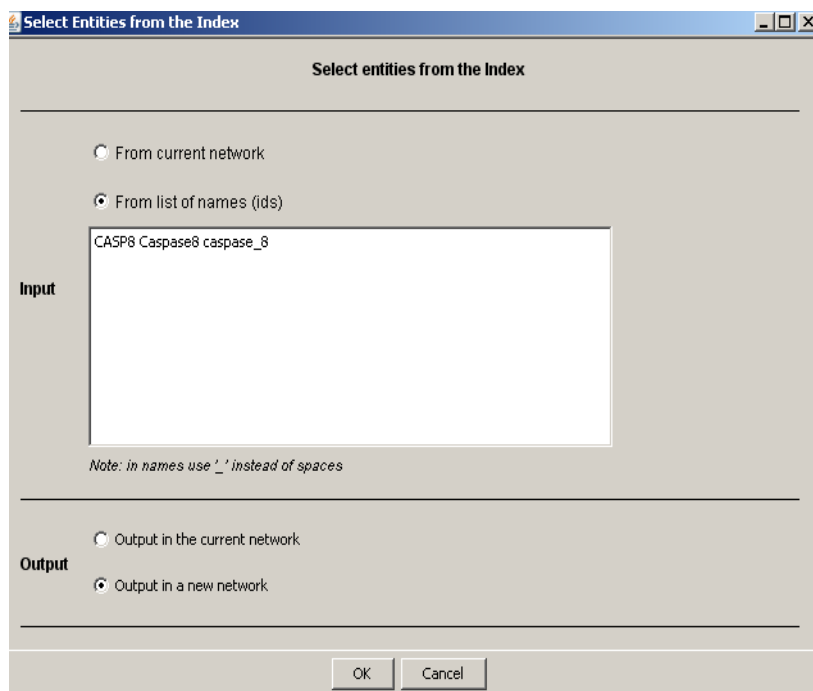 Select Entities from the Index
Select entities from the Index
From current network
From list of names (ids)
CASP8 Caspase8 caspase_8
Input
Note: in names use '_' instead of spaces
Output in the current network
Output
Output in a new network
OK Cancel